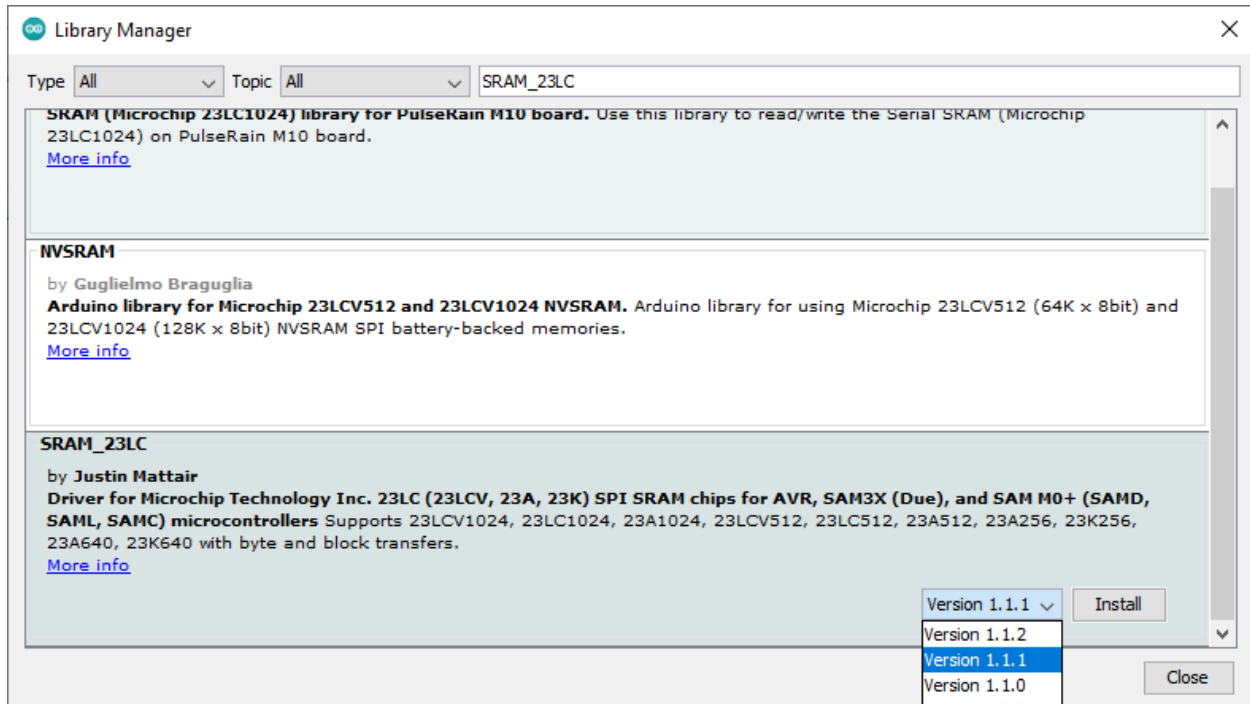 Library Manager
Type All Topic All SRAM_23LC
SRAM (Microchip 23LC1024) library for PulseRain M10 board. Use this library to read/write the Serial SRAM (Microchip
23LC1024) on PulseRain M10 board.
More info
NVSRAM
by Guglielmo Braguglia
Arduino library for Microchip 23LCV512 and 23LCV1024 NVSRAM. Arduino library for using Microchip 23LCV512 (64K x 8bit) and
23LCV1024 (128K x 8bit) NVSRAM SPI battery-backed memories.
More info
SRAM_23LC
by Justin Mattair
Driver for Microchip Technology Inc. 23LC (23LCV, 23A, 23K) SPI SRAM chips for AVR, SAM3X (Due), and SAM M0+ (SAMD,
SAML, SAMC) microcontrollers Supports 23LCV1024, 23LC1024, 23A1024, 23LCV512, 23LC512, 23A512, 23A256, 23K256,
23A640, 23K640 with byte and block transfers.
More info
Version 1.1.1 Install
Version 1.1.2
Version 1.1.1
Version 1.1.0
Close